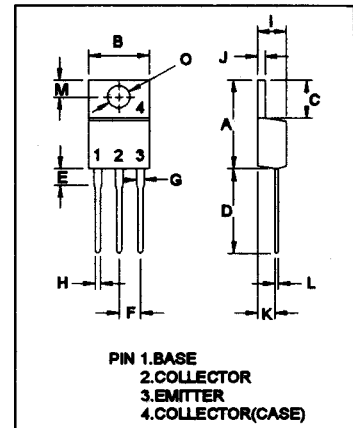 B
I
O
J
M
4
A
C
1 2 3
E
G
D
H
F
K
L
PIN 1.BASE
2.COLLECTOR
3.EMITTER
4.COLLECTOR(CASE)